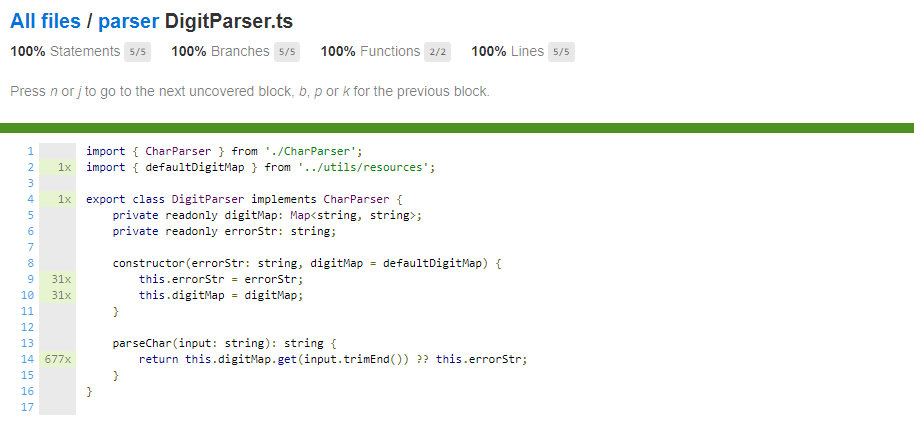 All files / parser DigitParser.ts
100% Statements 5/5 100% Branches 5/5 100% Functions 2/2 100% Lines 5/5
Press n or j to go to the next uncovered block, b, p or k for the previous block.
1 import { CharParser } from './CharParser';
2 1x import { defaultDigitMap } from '../utils/resources';
3
4 1x export class DigitParser implements CharParser {
5 private readonly digitMap: Map<string, string>;
6 private readonly errorStr: string;
7
8 constructor(errorStr: string, digitMap = defaultDigitMap) {
9 31x this.errorStr = errorStr;
10 31x this.digitMap = digitMap;
11 }
12
13 parseChar(input: string): string {
14 677x return this.digitMap.get(input.trimEnd()) ?? this.errorStr;
15 }
16 }
17